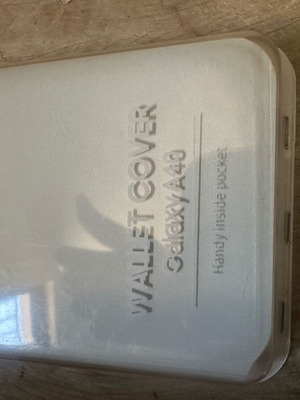 WALLET COVER
Galaxy A40
Handy inside pocket